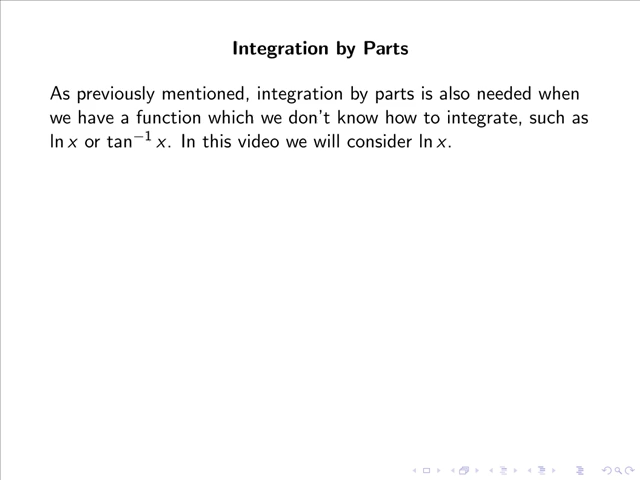 Integration by Parts
As previously mentioned, integration by parts is also needed when
we have a function which we don't know how to integrate, such as
ln x or tan⁻¹ x. In this video we will consider ln x.